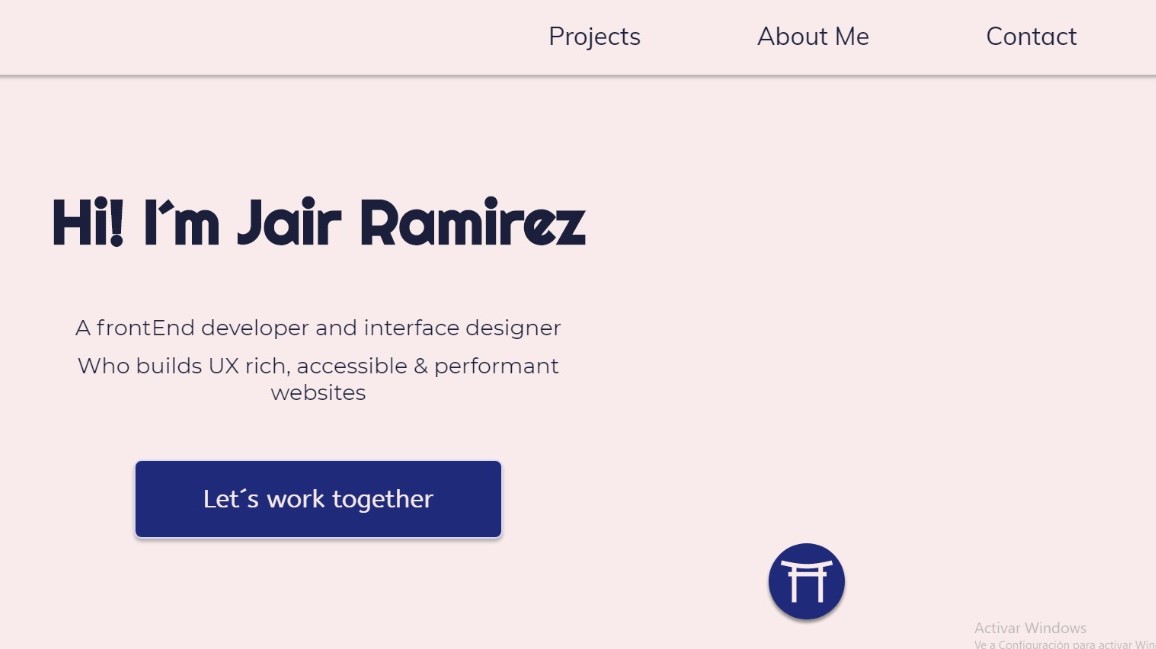 Projects
About Me
Contact
Hi! I´m Jair Ramirez
A frontEnd developer and interface designer
Who builds UX rich, accessible & performant
websites
Let´s work together
Activar Windows
Ve a Configuración para activar Win